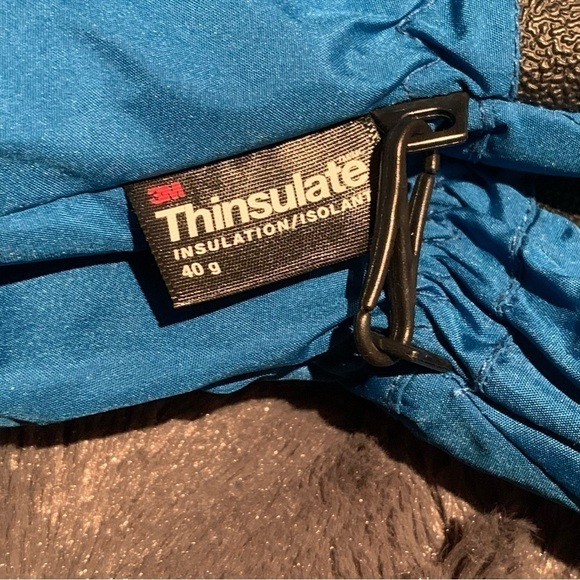 3M
Thinsulate
INSULATION/ISOLANT
40 g